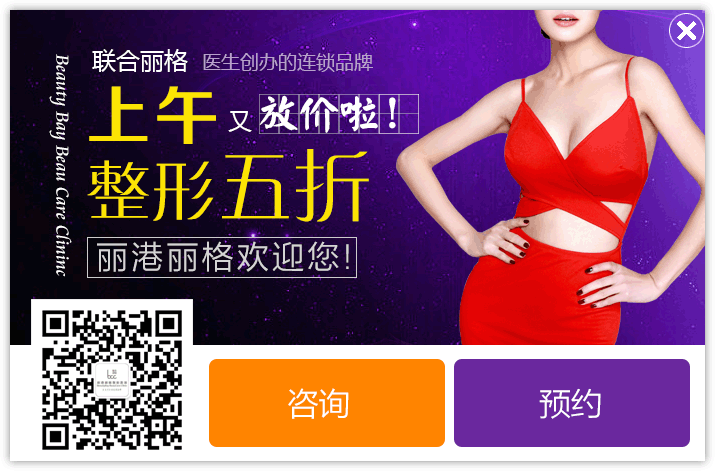 联合丽格 医生创办的连锁品牌
上午又放价啦!
整形五折
丽港丽格欢迎您!
Beauty Bay Beau Care Clininc
咨询
预约